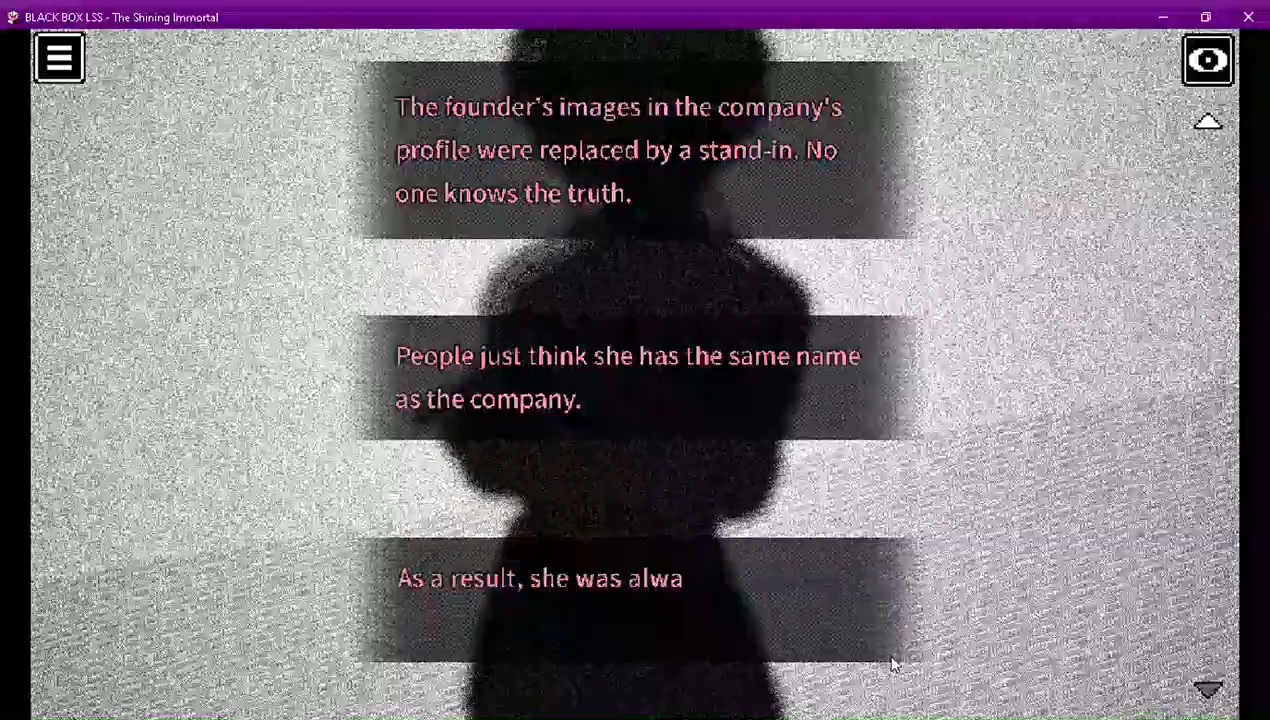 BLACK BOX LSS - The Shining Immortal
The founder's images in the company's
profile were replaced by a stand-in. No
one knows the truth.
People just think she has the same name
as the company.
As a result, she was alwa